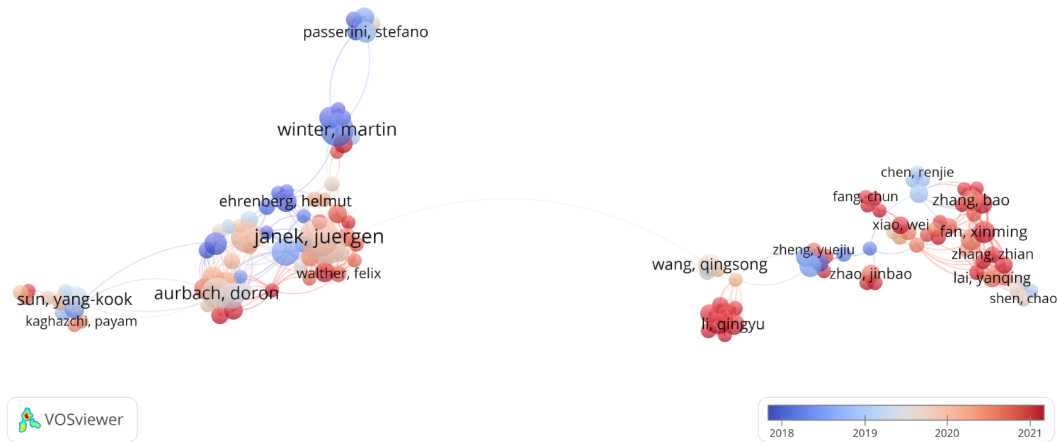 passerini, stefano
winter, martin
chen, renjie
ehrenberg, helmut
fang, chun
zhang, bao
janek, juergen
xiao, wei
fan, xinming
zheng, yuejiu
zhang, zhian
walther, felix
wang, qingsong
zhao, jinbao
lai, yanqing
aurbach, doron
sun, yang-kook
shen, chao
kaghazchi, payam
li, qingyu
VOSviewer
2018 2019 2020 2021